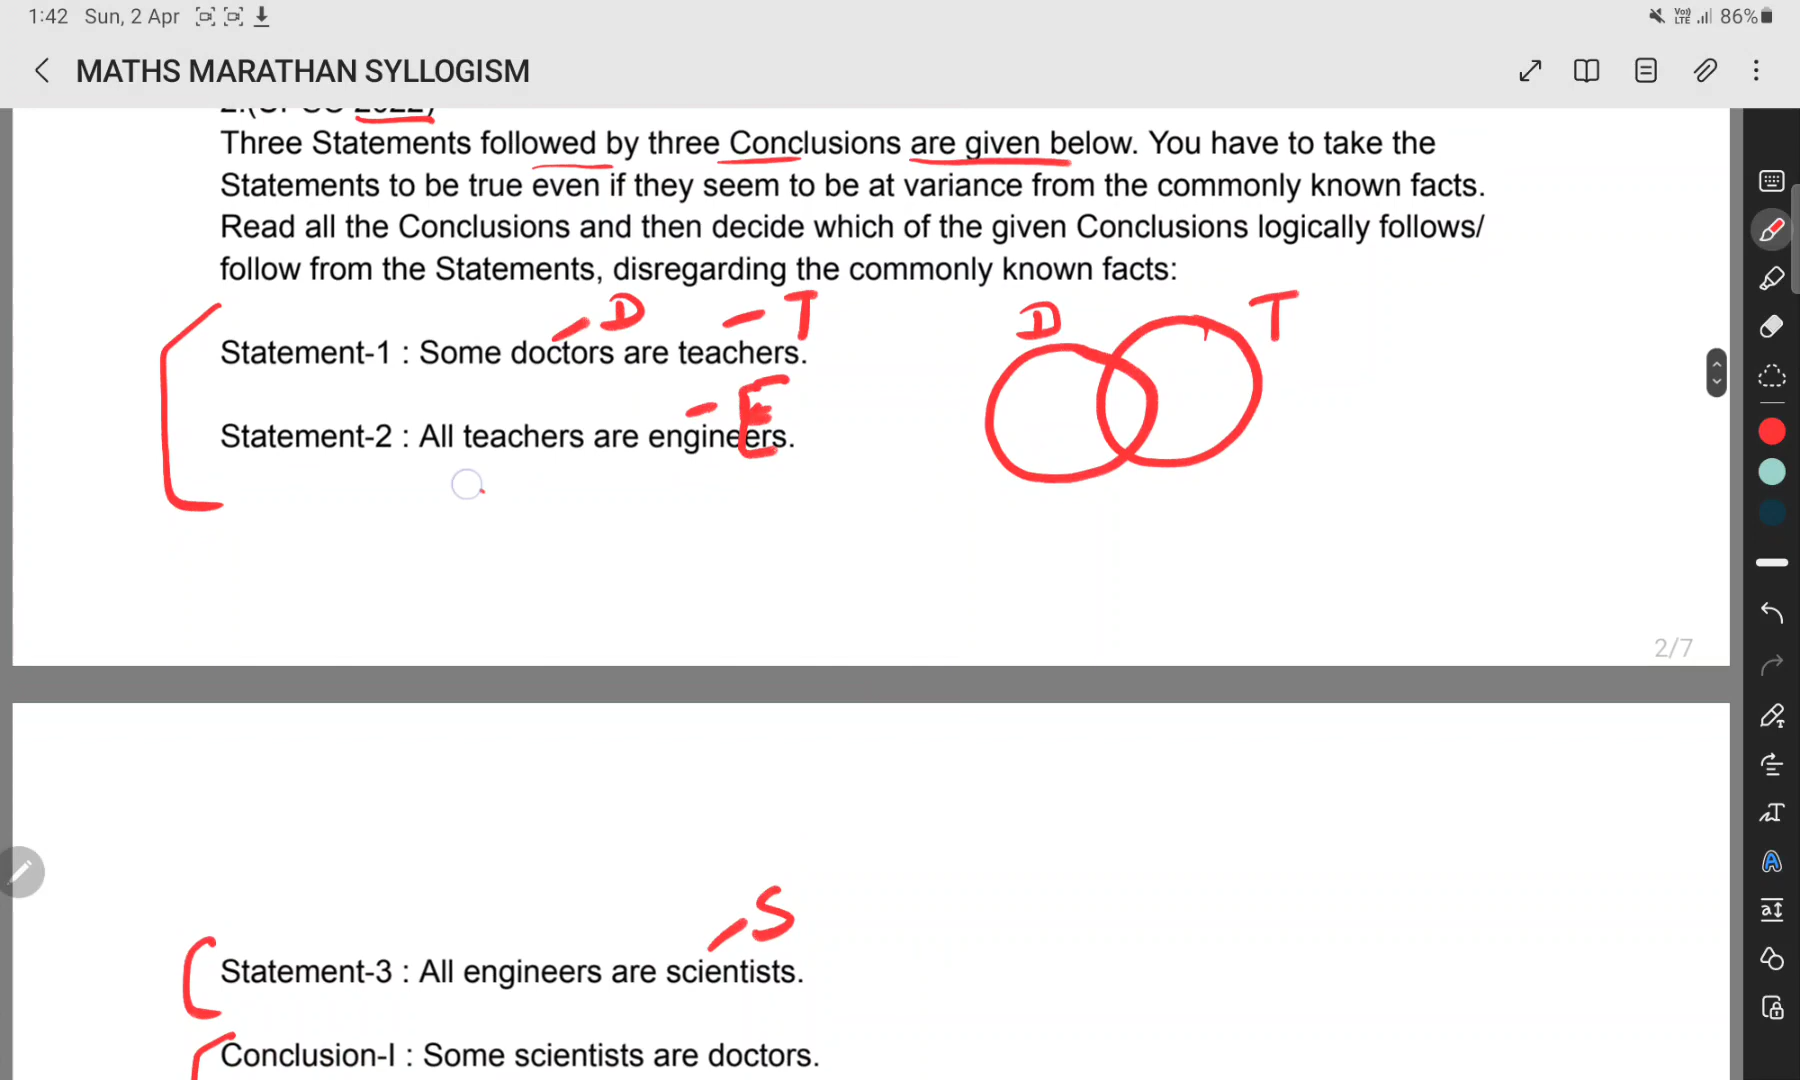 1:42 Sun, 2 Apr
Vo)) LTE 86%
MATHS MARATHAN SYLLOGISM
2022)
Three Statements followed by three Conclusions are given below. You have to take the
Statements to be true even if they seem to be at variance from the commonly known facts.
Read all the Conclusions and then decide which of the given Conclusions logically follows/
follow from the Statements, disregarding the commonly known facts:
D T D T
Statement-1 : Some doctors are teachers.
E
Statement-2 : All teachers are engineers.
2/7
S
Statement-3 : All engineers are scientists.
Conclusion-I : Some scientists are doctors.